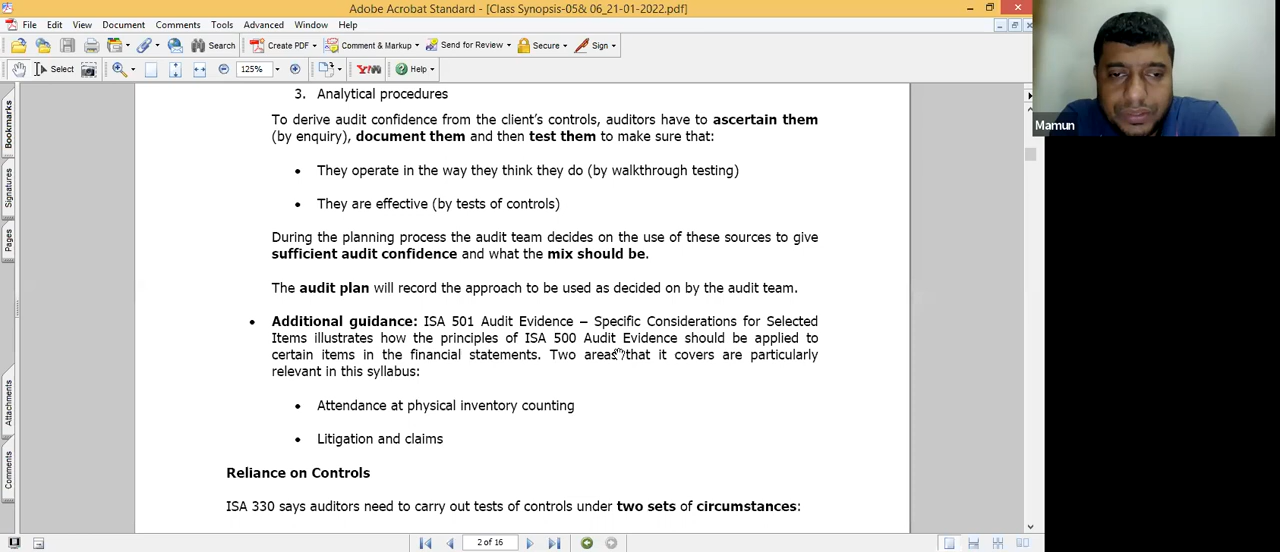 Adobe Acrobat Standard - [Class Synopsis-05& 06_21-01-2022.pdf]
File Edit View Document Comments Tools Advanced Window Help
Search Create PDF Comment & Markup Send for Review Secure Sign
Select 125% Help
Bookmarks
Signatures
Pages
Attachments
Comments
3. Analytical procedures
To derive audit confidence from the client's controls, auditors have to ascertain them
(by enquiry), document them and then test them to make sure that:
• They operate in the way they think they do (by walkthrough testing)
• They are effective (by tests of controls)
During the planning process the audit team decides on the use of these sources to give
sufficient audit confidence and what the mix should be.
The audit plan will record the approach to be used as decided on by the audit team.
• Additional guidance: ISA 501 Audit Evidence – Specific Considerations for Selected
Items illustrates how the principles of ISA 500 Audit Evidence should be applied to
certain items in the financial statements. Two areas that it covers are particularly
relevant in this syllabus:
• Attendance at physical inventory counting
• Litigation and claims
Reliance on Controls
ISA 330 says auditors need to carry out tests of controls under two sets of circumstances:
2 of 16
Mamun